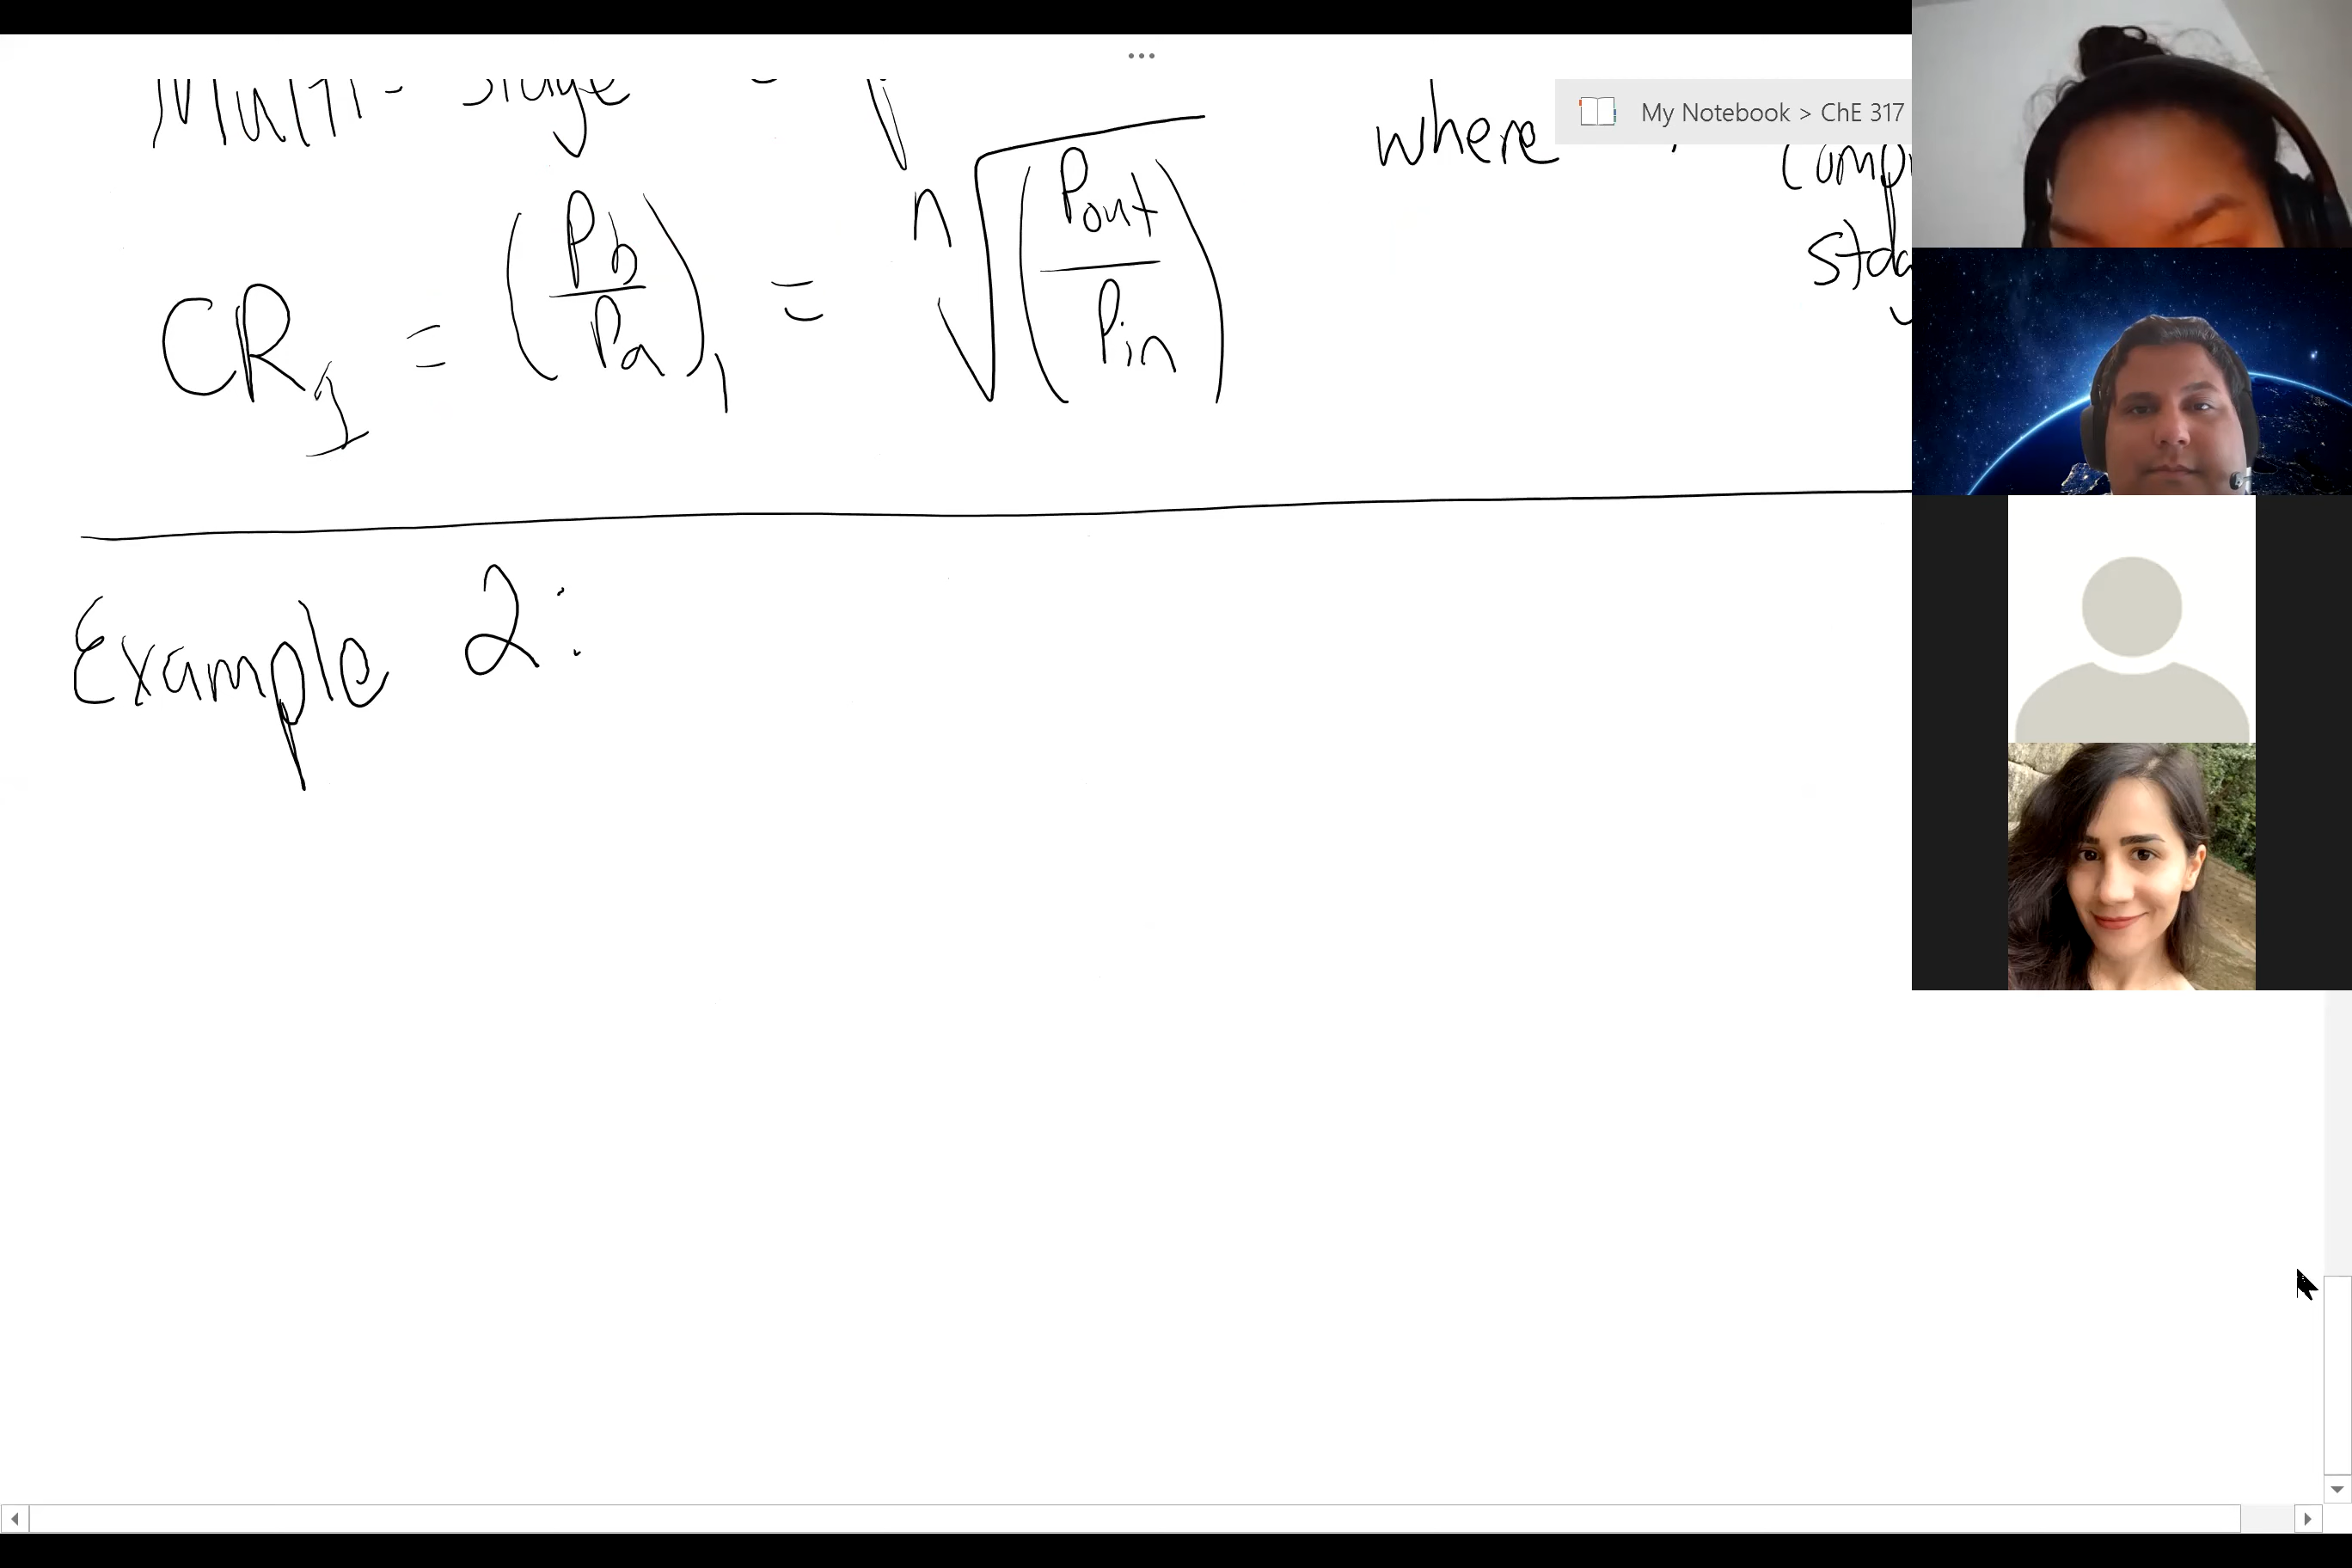 Multi-stage =
where
My Notebook > ChE 317
CR1 = (Pb/Pa)1 = n√(Pout/Pin)
Example 2: